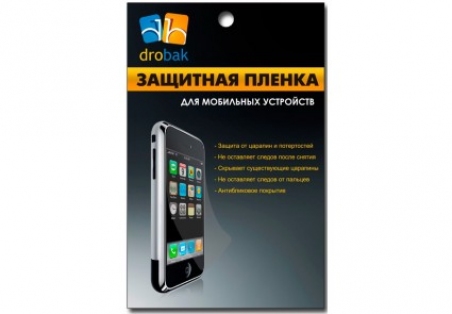 drobak
ЗАЩИТНАЯ ПЛЕНКА
ДЛЯ МОБИЛЬНЫХ УСТРОЙСТВ
- Защита от царапин и потертостей
- Не оставляет следов после снятия
- Скрывает существующие царапины
- Не оставляет следов от пальцев
- Антибликовое покрытие